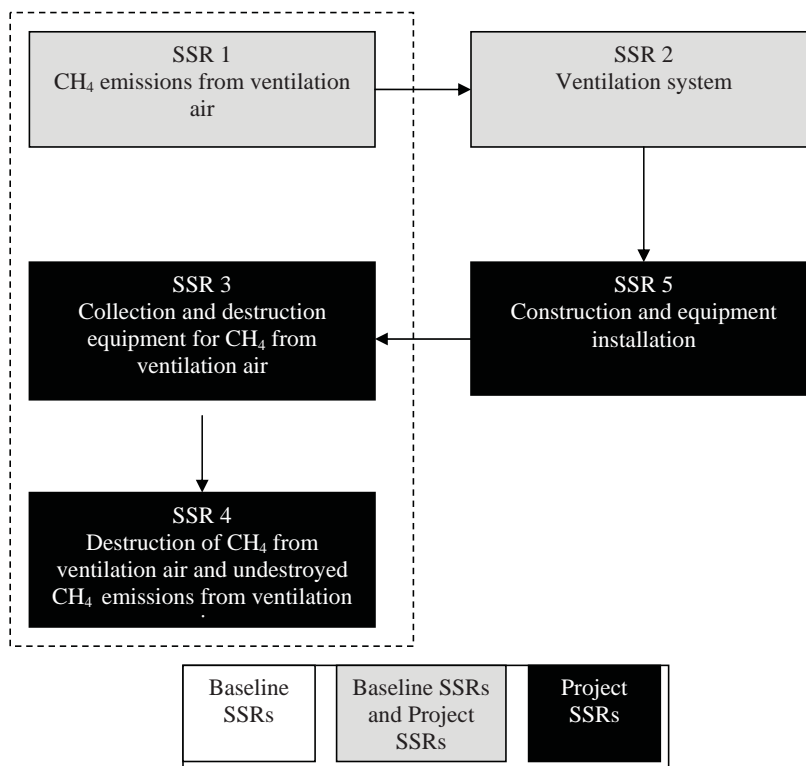 SSR 1
CH₄ emissions from ventilation
air
SSR 2
Ventilation system
SSR 3
Collection and destruction
equipment for CH₄ from
ventilation air
SSR 5
Construction and equipment
installation
SSR 4
Destruction of CH₄ from
ventilation air and undestroyed
CH₄ emissions from ventilation
.
Baseline
SSRs
Baseline SSRs
and Project
SSRs
Project
SSRs